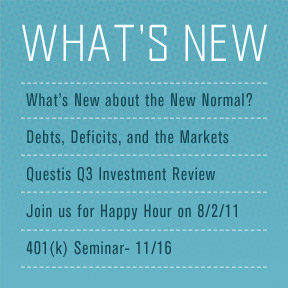 WHAT'S NEW
What's New about the New Normal?
Debts, Deficits, and the Markets
Questis Q3 Investment Review
Join us for Happy Hour on 8/2/11
401(k) Seminar- 11/16